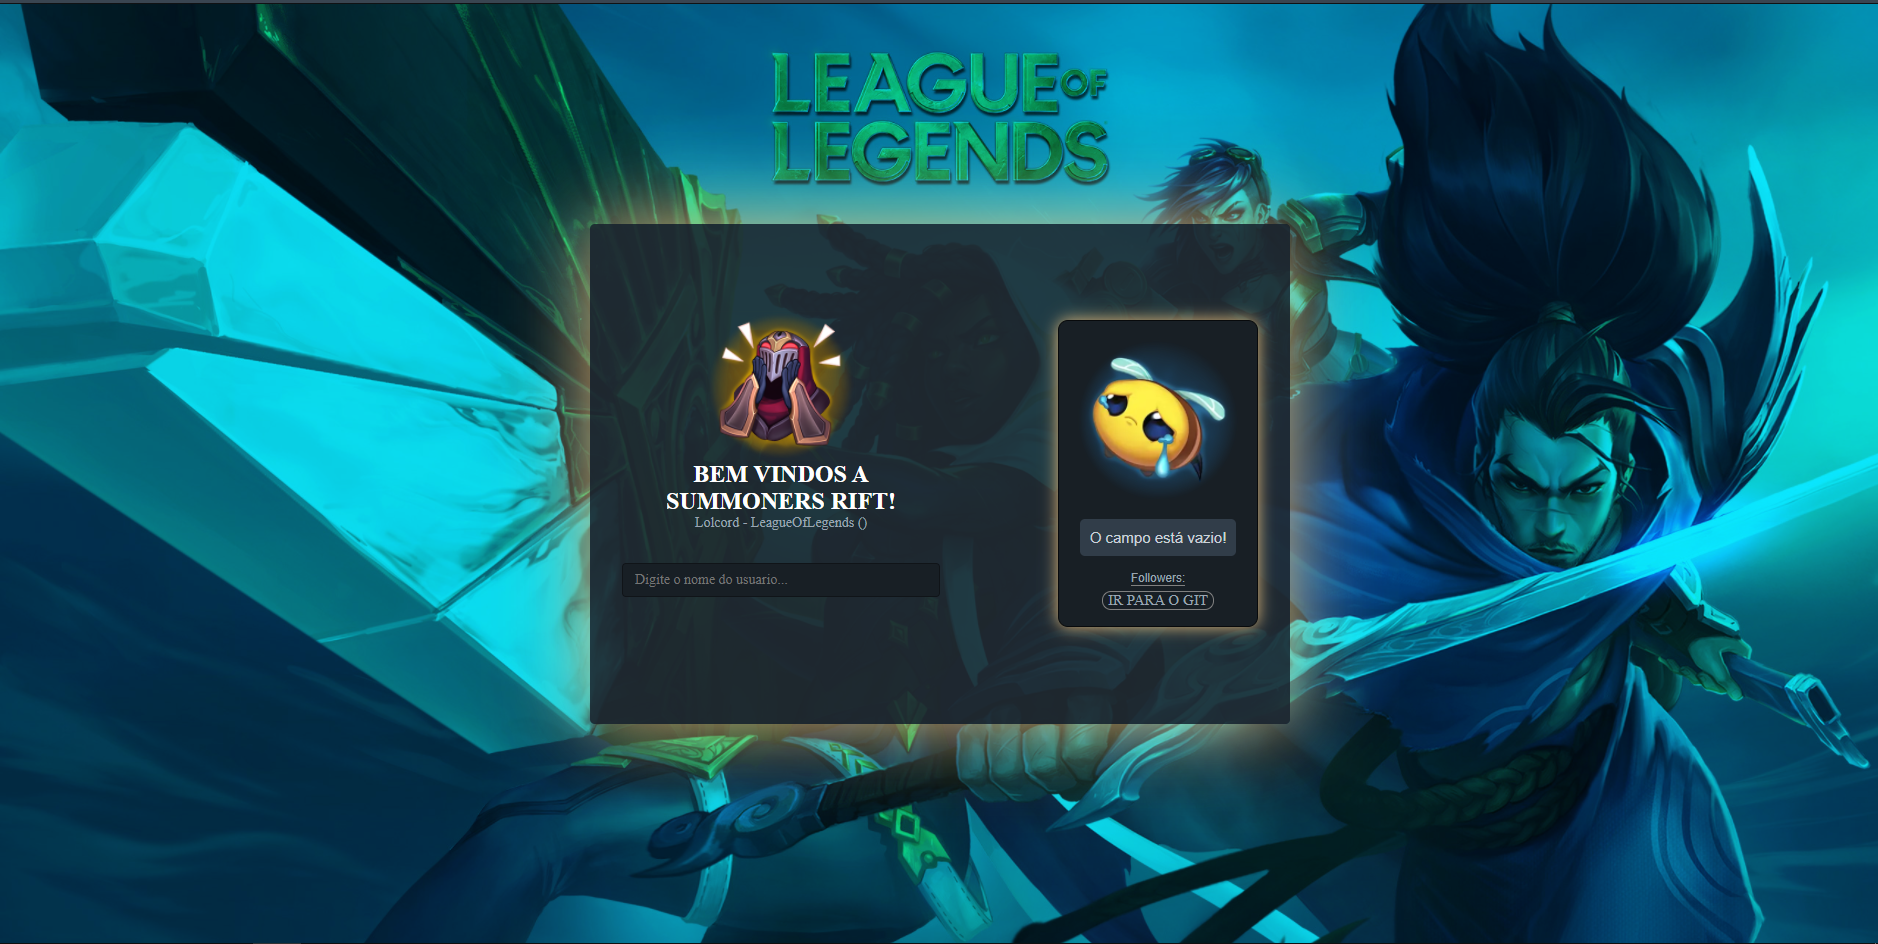 LEAGUE OF
LEGENDS
BEM VINDOS A
SUMMONERS RIFT!
Lolcord - LeagueOfLegends ()
Digite o nome do usuario...
O campo está vazio!
Followers:
IR PARA O GIT